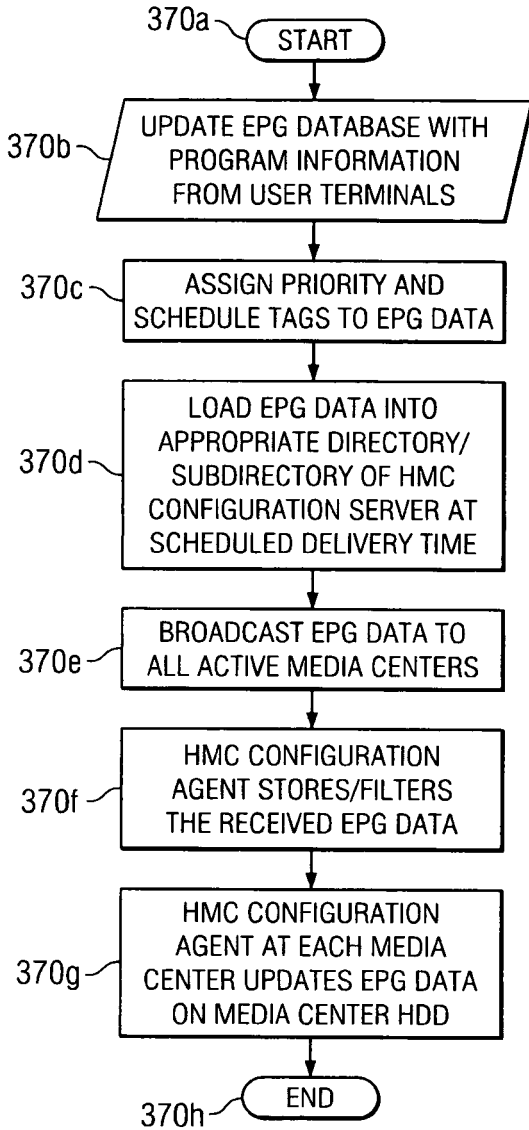 370a
START
370b
UPDATE EPG DATABASE WITH
PROGRAM INFORMATION
FROM USER TERMINALS
370c
ASSIGN PRIORITY AND
SCHEDULE TAGS TO EPG DATA
370d
LOAD EPG DATA INTO
APPROPRIATE DIRECTORY/
SUBDIRECTORY OF HMC
CONFIGURATION SERVER AT
SCHEDULED DELIVERY TIME
370e
BROADCAST EPG DATA TO
ALL ACTIVE MEDIA CENTERS
370f
HMC CONFIGURATION
AGENT STORES/FILTERS
THE RECEIVED EPG DATA
370g
HMC CONFIGURATION
AGENT AT EACH MEDIA
CENTER UPDATES EPG DATA
ON MEDIA CENTER HDD
370h
END